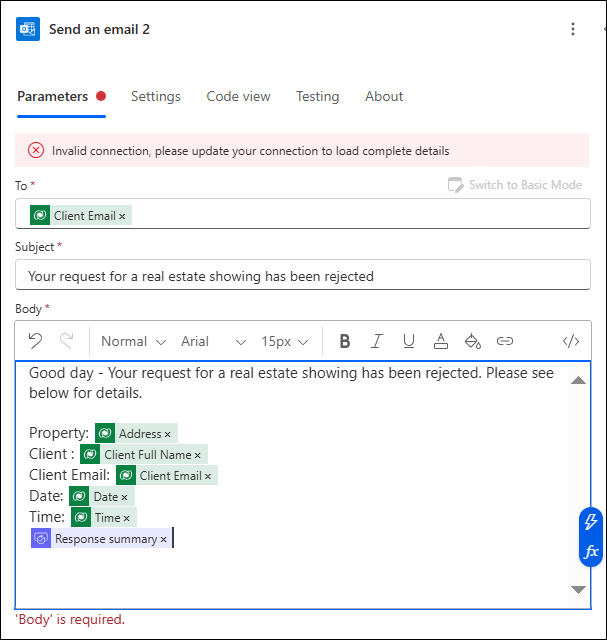 Send an email 2
Parameters Settings Code view Testing About
Invalid connection, please update your connection to load complete details
To * Switch to Basic Mode
Client Email ×
Subject *
Your request for a real estate showing has been rejected
Body *
Normal Arial 15px B I U A </>
Good day - Your request for a real estate showing has been rejected. Please see
below for details.
Property: Address ×
Client : Client Full Name ×
Client Email: Client Email ×
Date: Date ×
Time: Time ×
Response summary ×
fx
'Body' is required.